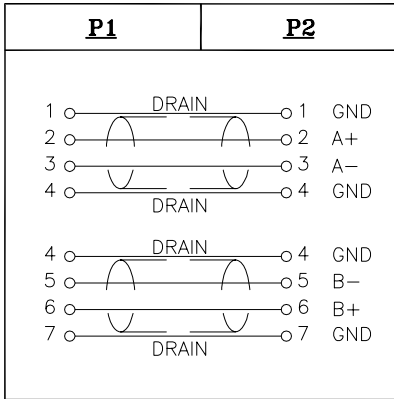 P1 P2
DRAIN
1 1 GND
2 2 A+
3 3 A-
4 4 GND
DRAIN
DRAIN
4 4 GND
5 5 B-
6 6 B+
7 7 GND
DRAIN